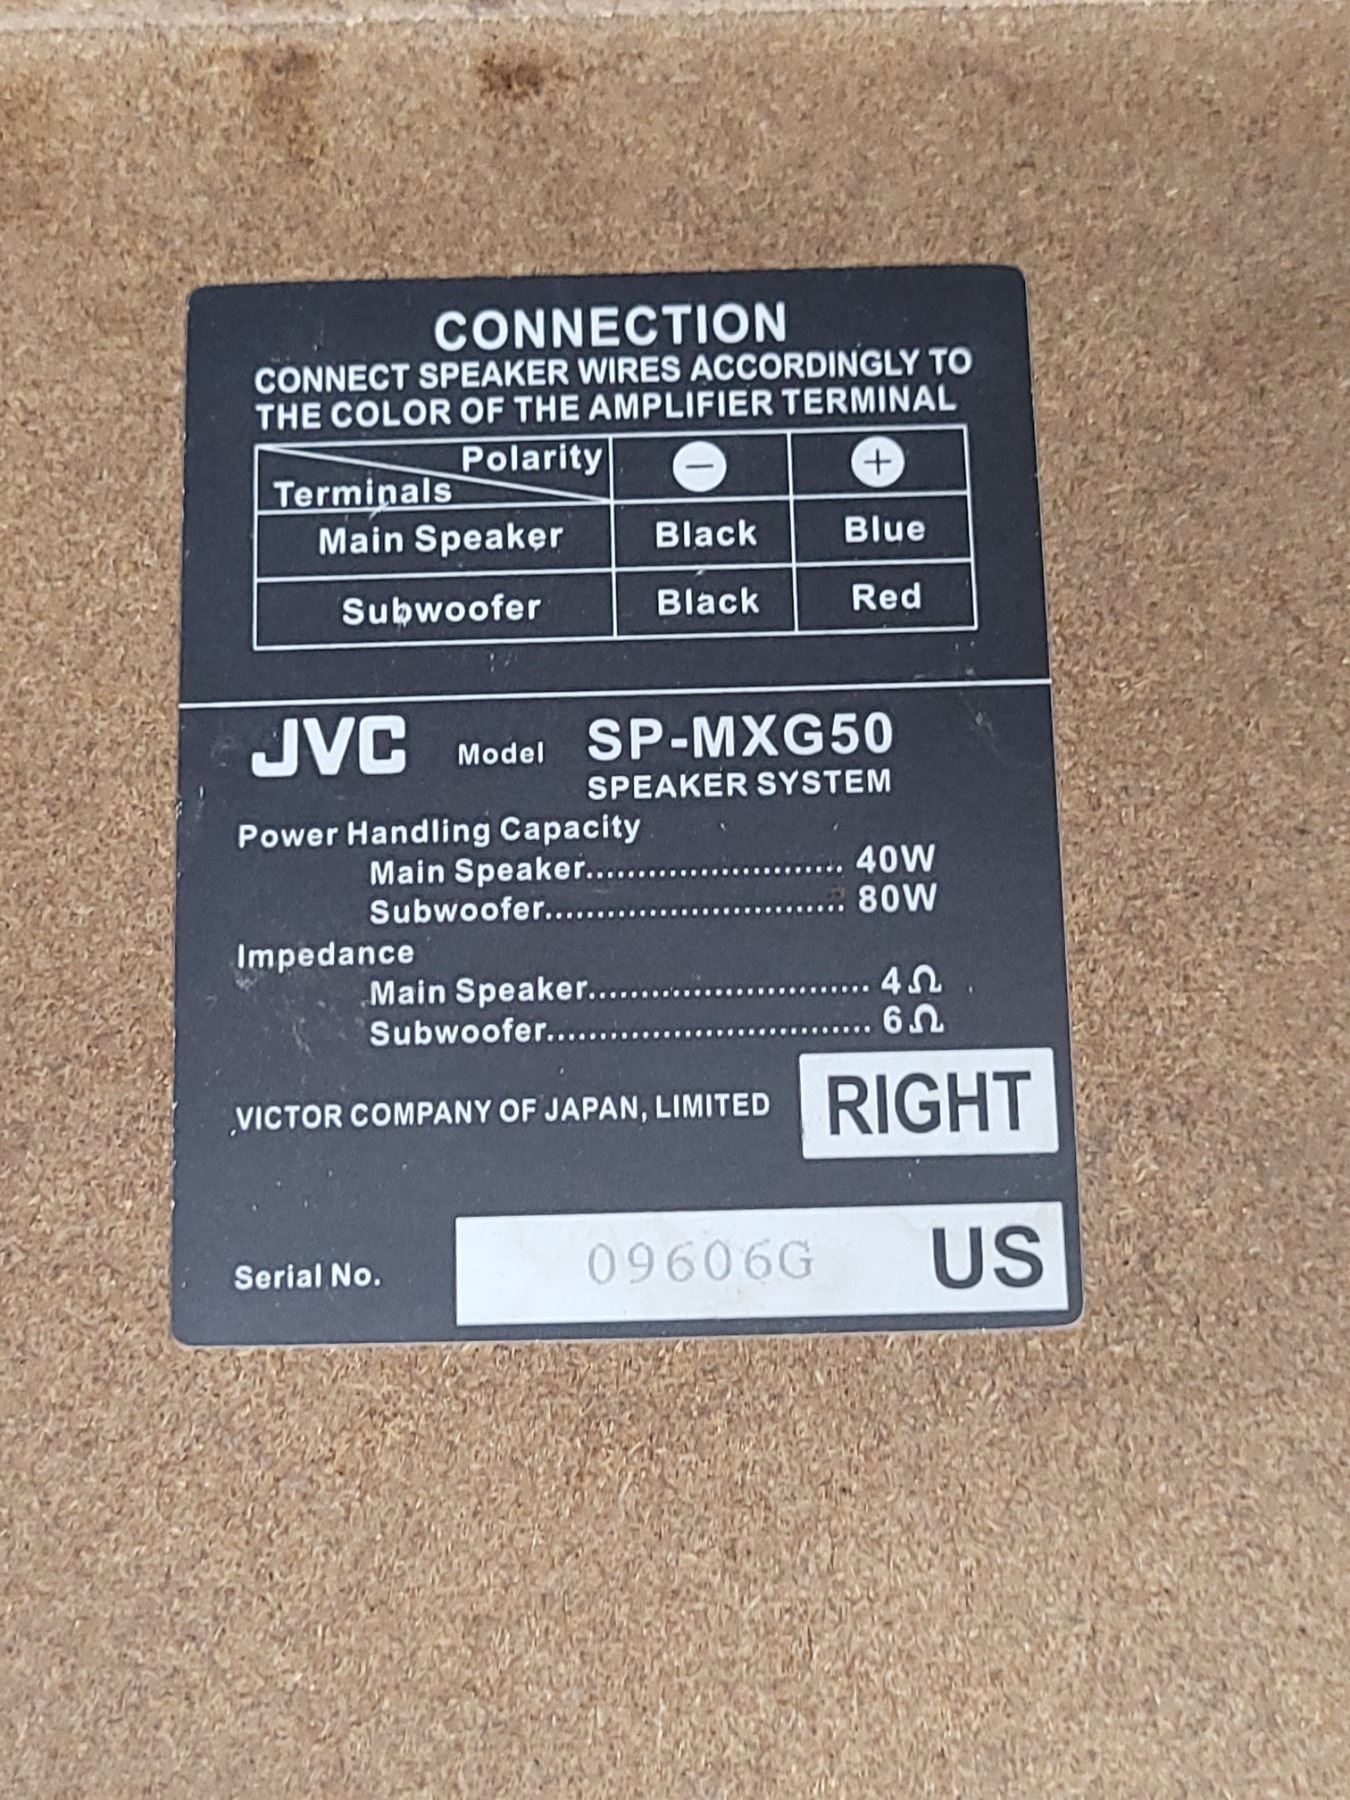 CONNECTION
CONNECT SPEAKER WIRES ACCORDINGLY TO
THE COLOR OF THE AMPLIFIER TERMINAL
Polarity − +
Terminals
Main Speaker Black Blue
Subwoofer Black Red
JVC Model SP-MXG50
SPEAKER SYSTEM
Power Handling Capacity
Main Speaker......................... 40W
Subwoofer............................. 80W
Impedance
Main Speaker........................... 4Ω
Subwoofer............................... 6Ω
VICTOR COMPANY OF JAPAN, LIMITED RIGHT
Serial No. 09606G US